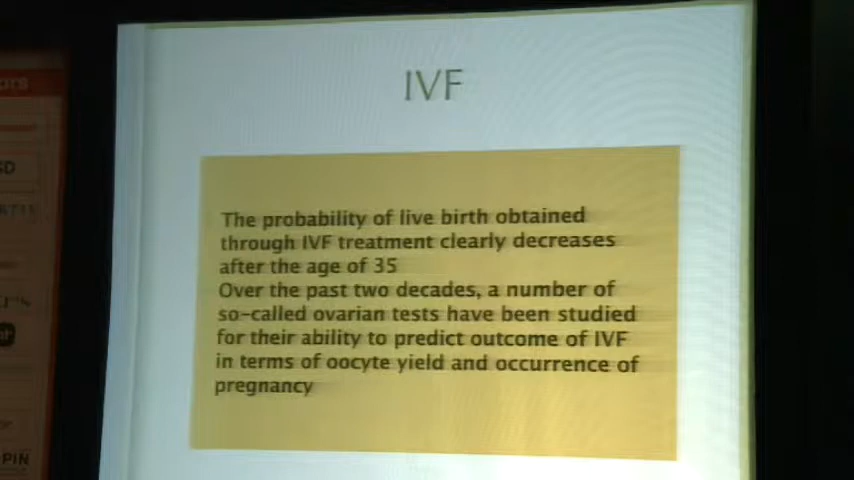 IVF
The probability of live birth obtained
through IVF treatment clearly decreases
after the age of 35
Over the past two decades, a number of
so-called ovarian tests have been studied
for their ability to predict outcome of IVF
in terms of oocyte yield and occurrence of
pregnancy
PIN